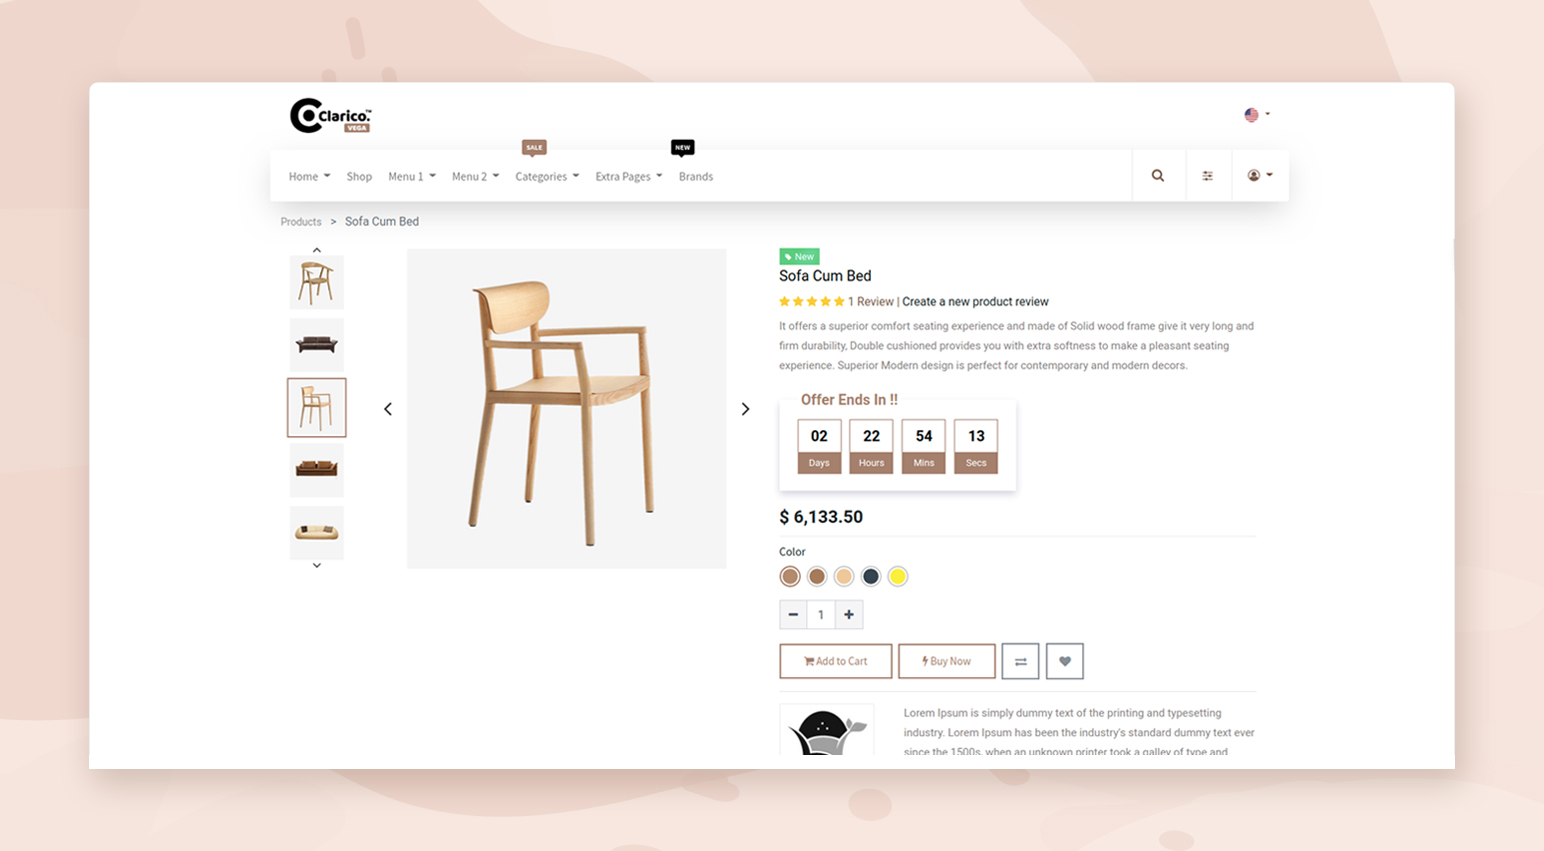 Clarico.™
VEGA
SALE
NEW
Home
Shop
Menu 1
Menu 2
Categories
Extra Pages
Brands
Products > Sofa Cum Bed
New
Sofa Cum Bed
1 Review | Create a new product review
It offers a superior comfort seating experience and made of Solid wood frame give it very long and
firm durability, Double cushioned provides you with extra softness to make a pleasant seating
experience. Superior Modern design is perfect for contemporary and modern decors.
Offer Ends In !!
02 22 54 13
Days Hours Mins Secs
$ 6,133.50
Color
1
Add to Cart
Buy Now
Lorem Ipsum is simply dummy text of the printing and typesetting
industry. Lorem Ipsum has been the industry's standard dummy text ever
since the 1500s, when an unknown printer took a galley of type and